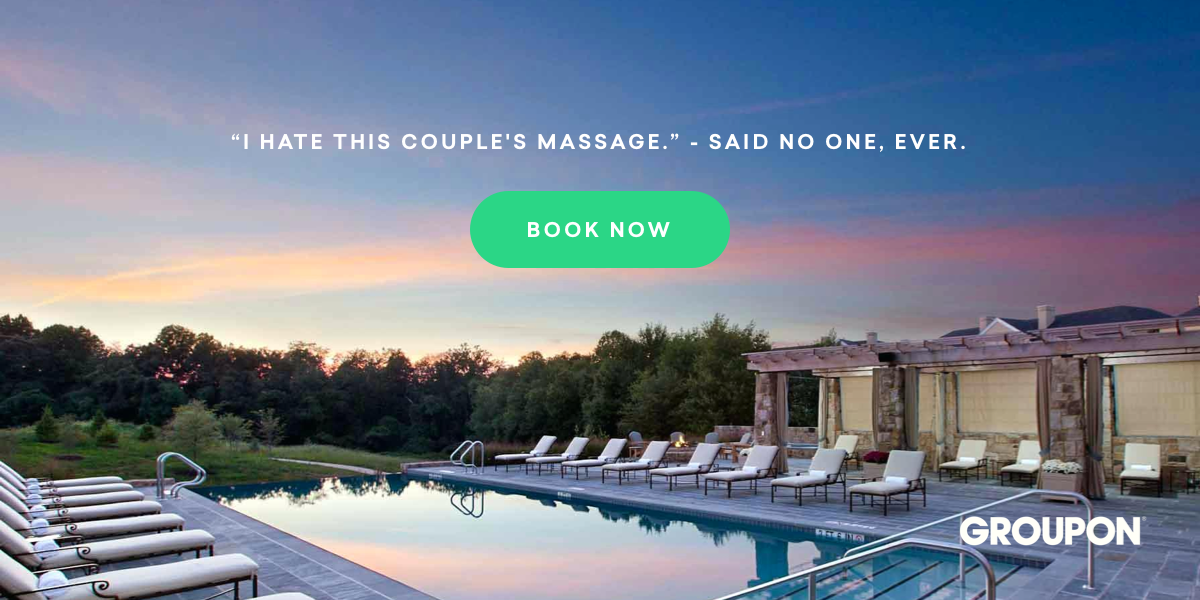 “I HATE THIS COUPLE'S MASSAGE.” - SAID NO ONE, EVER.
BOOK NOW
GROUPON